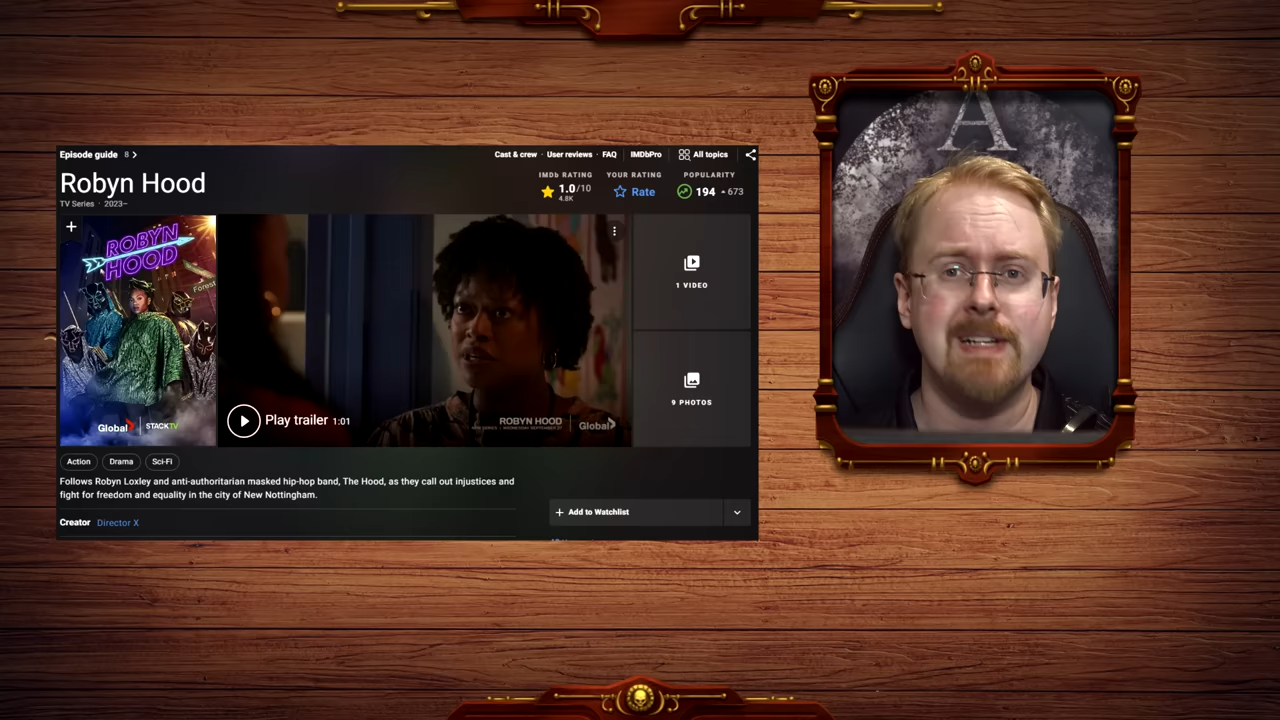 Episode guide 8
Cast & crew · User reviews · FAQ IMDbPro All topics
Robyn Hood
TV Series · 2023–
IMDb RATING
1.0/10
4.8K
YOUR RATING
Rate
POPULARITY
194 673
ROBYN
HOOD
Forest
Global
STACKTV
Play trailer 1:01
ROBYN HOOD
Global
1 VIDEO
9 PHOTOS
Action
Drama
Sci-Fi
Follows Robyn Loxley and anti-authoritarian masked hip-hop band, The Hood, as they call out injustices and
fight for freedom and equality in the city of New Nottingham.
Add to Watchlist
Creator Director X
A